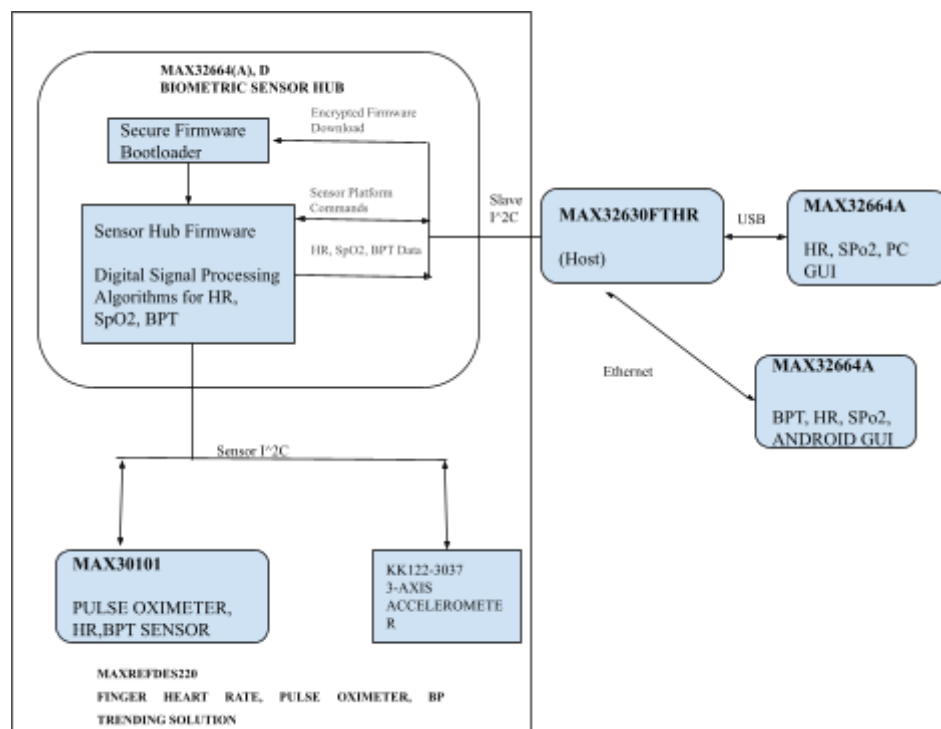 MAX32664(A), D
BIOMETRIC SENSOR HUB
Encrypted Firmware
Download
Secure Firmware
Bootloader
Sensor Platform
Commands
Sensor Hub Firmware
HR, SpO2, BPT Data
Digital Signal Processing
Algorithms for HR,
SpO2, BPT
Slave
I^2C
MAX32630FTHR
(Host)
USB
MAX32664A
HR, SPo2, PC
GUI
Ethernet
MAX32664A
BPT, HR, SPo2,
ANDROID GUI
Sensor I^2C
MAX30101
PULSE OXIMETER,
HR,BPT SENSOR
KK122-3037
3-AXIS
ACCELEROMETE
R
MAXREFDES220
FINGER HEART RATE, PULSE OXIMETER, BP
TRENDING SOLUTION